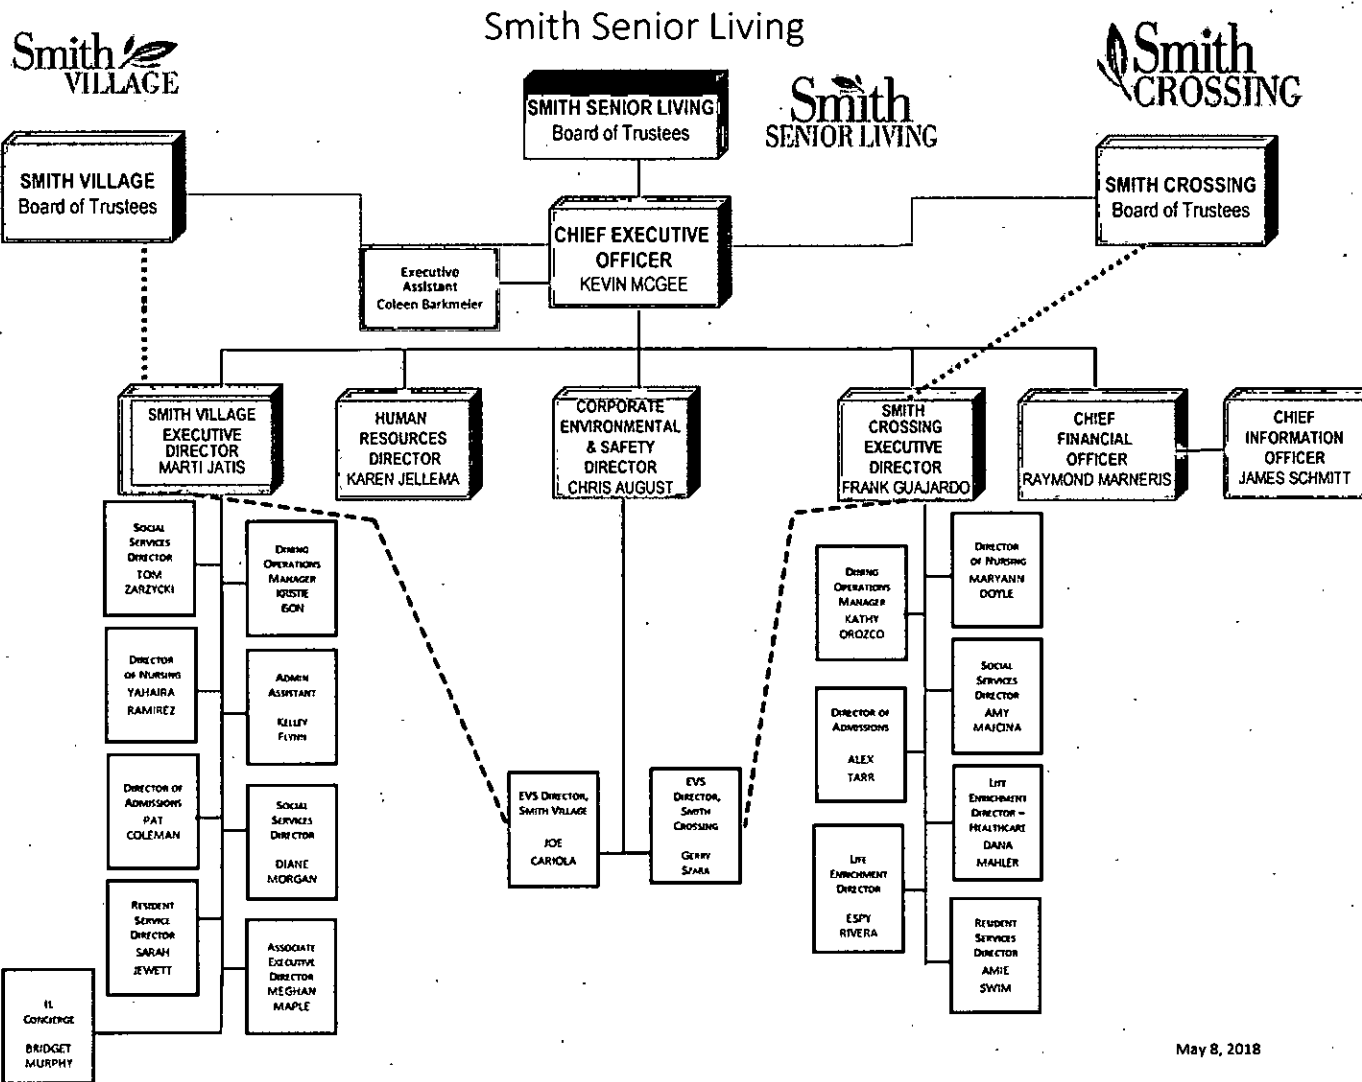 Smith Senior Living
Smith
VILLAGE
Smith
SENIOR LIVING
Smith
CROSSING
SMITH SENIOR LIVING
Board of Trustees
SMITH VILLAGE
Board of Trustees
SMITH CROSSING
Board of Trustees
CHIEF EXECUTIVE
OFFICER
KEVIN MCGEE
Executive
Assistant
Coleen Barkmeier
SMITH VILLAGE
EXECUTIVE
DIRECTOR
MARTI JATIS
HUMAN
RESOURCES
DIRECTOR
KAREN JELLEMA
CORPORATE
ENVIRONMENTAL
& SAFETY
DIRECTOR
CHRIS AUGUST
SMITH
CROSSING
EXECUTIVE
DIRECTOR
FRANK GUAJARDO
CHIEF
FINANCIAL
OFFICER
RAYMOND MARNERIS
CHIEF
INFORMATION
OFFICER
JAMES SCHMITT
SOCIAL
SERVICES
DIRECTOR
TOM
ZARZYCKI
DINING
OPERATIONS
MANAGER
KRISTIE
DIRECTOR
OF NURSING
YAHAIRA
RAMIREZ
ADMIN
ASSISTANT
KELLEY
FLYNN
DIRECTOR OF
ADMISSIONS
PAT
COLEMAN
SOCIAL
SERVICES
DIRECTOR
DIANE
MORGAN
RESIDENT
SERVICE
DIRECTOR
SARAH
JEWETT
ASSOCIATE
EXECUTIVE
DIRECTOR
MEGHAN
MAPLE
IL
CONCIERGE
BRIDGET
MURPHY
EVS DIRECTOR,
SMITH VILLAGE
JOE
CARIOLA
EVS
DIRECTOR,
SMITH
CROSSING
GERRY
DINING
OPERATIONS
MANAGER
KATHY
OROZCO
DIRECTOR
OF NURSING
MARYANN
DOYLE
DIRECTOR OF
ADMISSIONS
ALEX
TARR
SOCIAL
SERVICES
DIRECTOR
AMY
MAJCINA
LIFE
ENRICHMENT
DIRECTOR –
HEALTHCARE
DANA
MAHLER
LIFE
ENRICHMENT
DIRECTOR
ESPY
RIVERA
RESIDENT
SERVICES
DIRECTOR
AMIE
SWIM
May 8, 2018